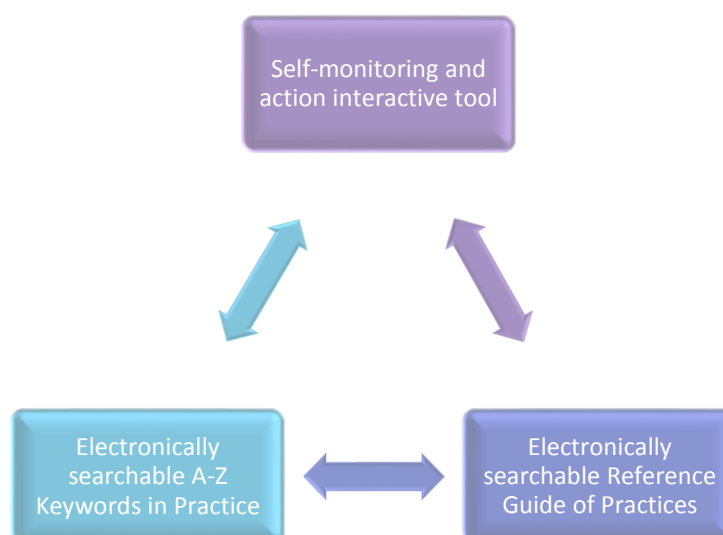 Self-monitoring and
action interactive tool
Electronically
searchable A-Z
Keywords in Practice
Electronically
searchable Reference
Guide of Practices